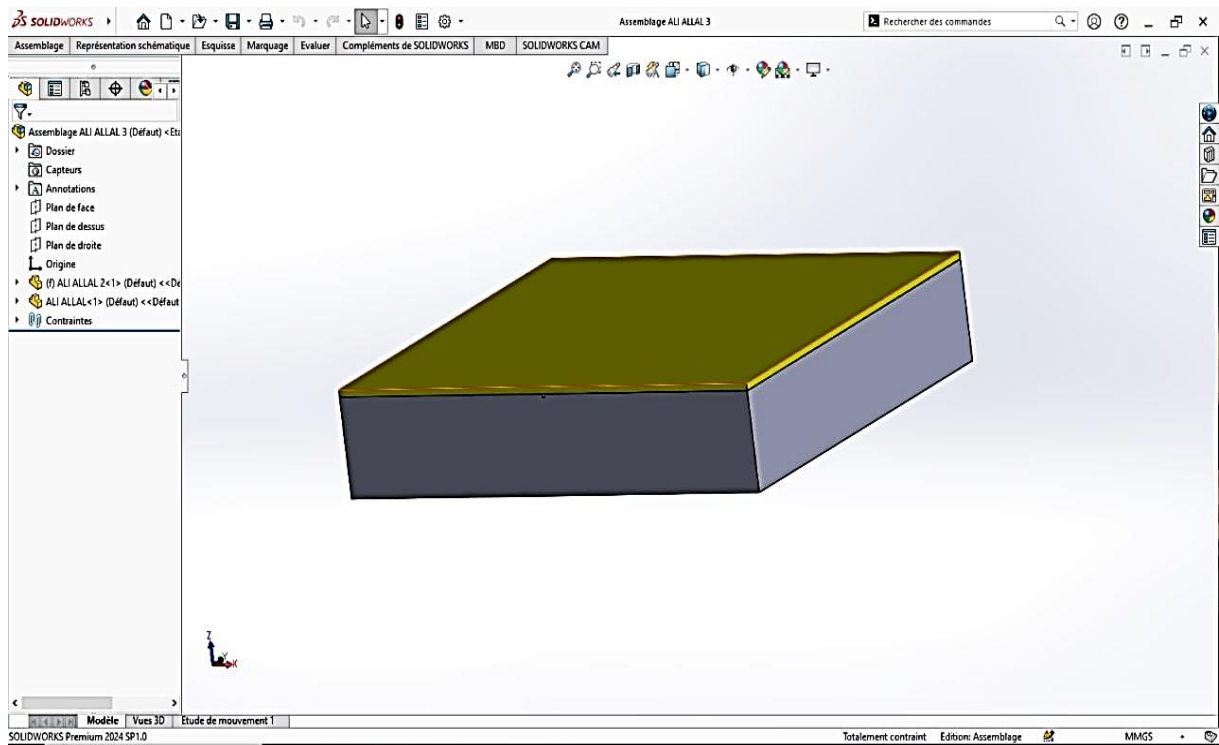 SOLIDWORKS
Assemblage ALI ALLAL 3
Rechercher des commandes
Assemblage
Représentation schématique
Esquisse
Marquage
Evaluer
Compléments de SOLIDWORKS
MBD
SOLIDWORKS CAM
Assemblage ALI ALLAL 3 (Défaut) <Eta
Dossier
Capteurs
Annotations
Plan de face
Plan de dessus
Plan de droite
Origine
(f) ALI ALLAL 2<1> (Défaut) <<Dé
ALI ALLAL<1> (Défaut) <<Défaut
Contraintes
Z
Y
X
Modèle
Vues 3D
Etude de mouvement 1
SOLIDWORKS Premium 2024 SP1.0
Totalement contraint
Edition: Assemblage
MMGS